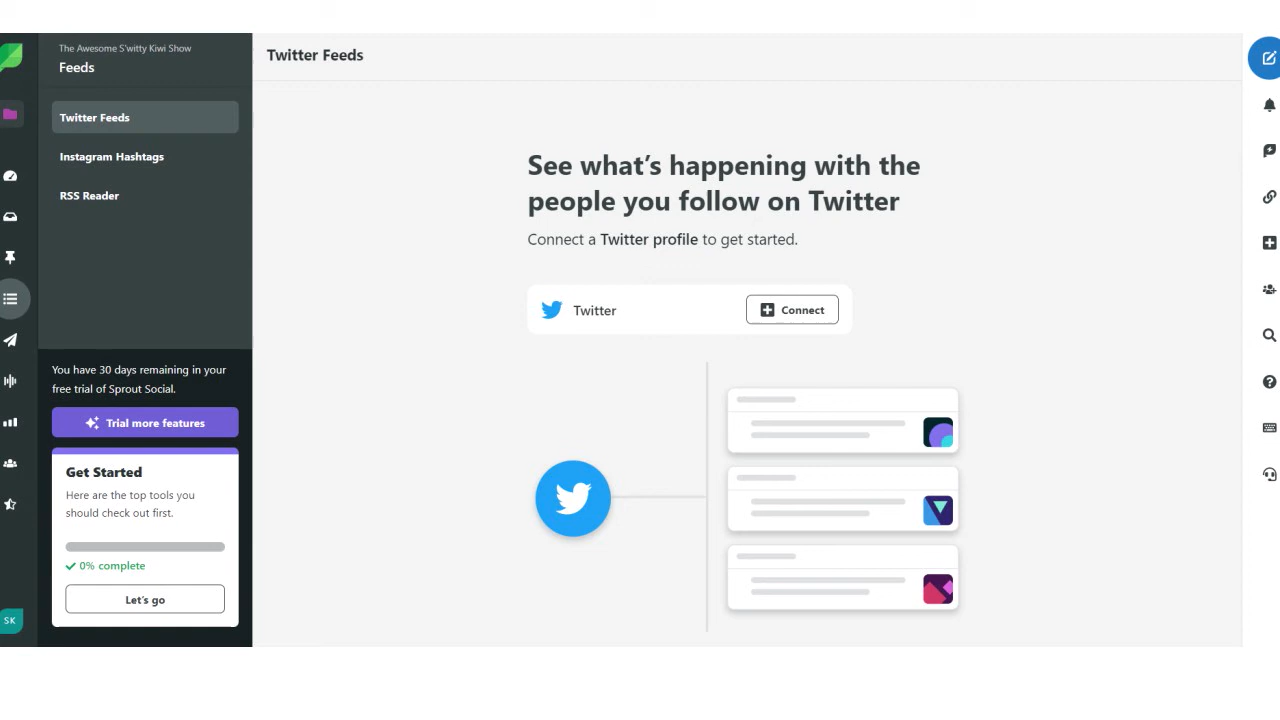 The Awesome S'witty Kiwi Show
Feeds
Twitter Feeds
Instagram Hashtags
RSS Reader
You have 30 days remaining in your
free trial of Sprout Social.
Trial more features
Get Started
Here are the top tools you
should check out first.
0% complete
Let's go
SK
Twitter Feeds
See what's happening with the
people you follow on Twitter
Connect a Twitter profile to get started.
Twitter
Connect